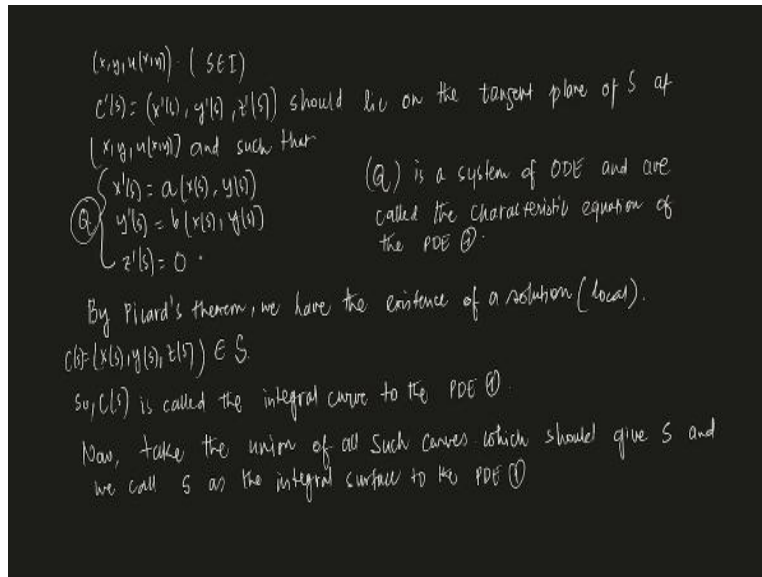 (x,y,u(x,y)). (s∈I)
c'(s) = (x'(s), y'(s), z'(s)) should lie on the tangent plane of S at
(x,y,u(x,y)) and such that
x'(s) = a(x(s), y(s))
Q y'(s) = b(x(s), y(s))
z'(s) = 0.
(Q) is a system of ODE and are
called the characteristic equation of
the PDE
By Picard's therem, we have the existence of a solution (local).
C(s)=(x(s), y(s), z(s)) ∈ S.
So, C(s) is called the integral curve to the PDE ①.
Now, take the union of all such curves which should give S and
we call S as the integral surface to the PDE ①